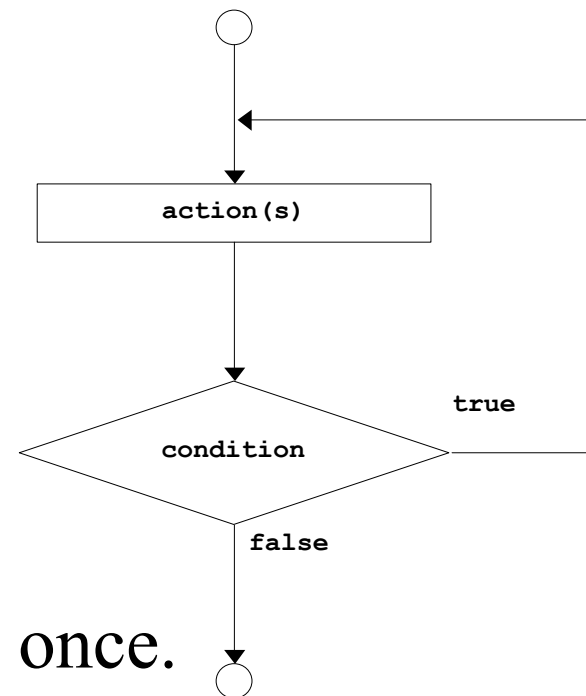 action(s)
true
condition
false
once.